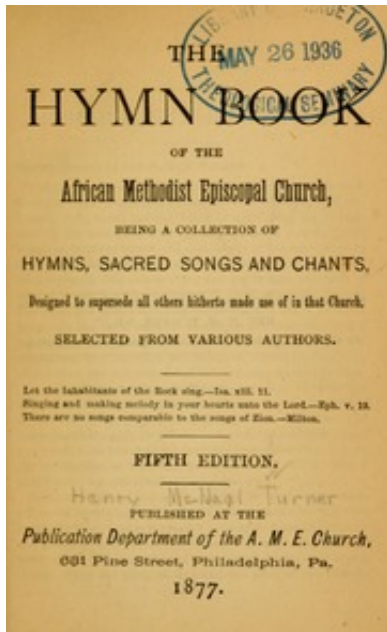 THE
LIBRARY OF PRINCETON
MAY 26 1936
THEOLOGICAL SEMINARY
HYMN BOOK
OF THE
African Methodist Episcopal Church,
BEING A COLLECTION OF
HYMNS, SACRED SONGS AND CHANTS,
Designed to supersede all others hitherto made use of in that Church.
SELECTED FROM VARIOUS AUTHORS.
Let the Inhabitants of the Rock sing.—Isa. xlii. 11.
Singing and making melody in your hearts unto the Lord.—Eph. v. 19.
There are no songs comparable to the songs of Zion.—Milton.
FIFTH EDITION.
Henry McNeal Turner
PUBLISHED AT THE
Publication Department of the A. M. E. Church,
631 Pine Street, Philadelphia, Pa.
1877.